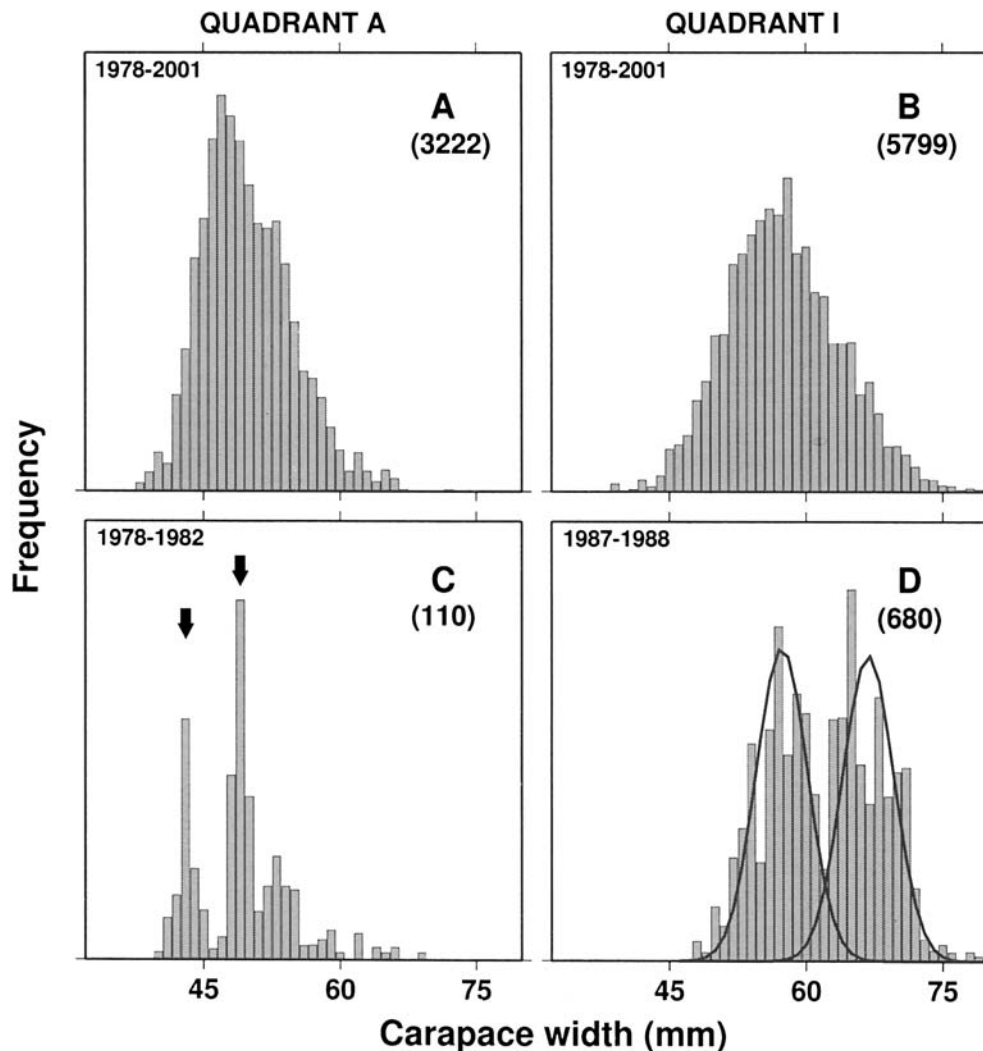 QUADRANT A
QUADRANT I
1978-2001
A
(3222)
1978-2001
B
(5799)
1978-1982
C
(110)
1987-1988
D
(680)
Frequency
45 60 75
45 60 75
Carapace width (mm)